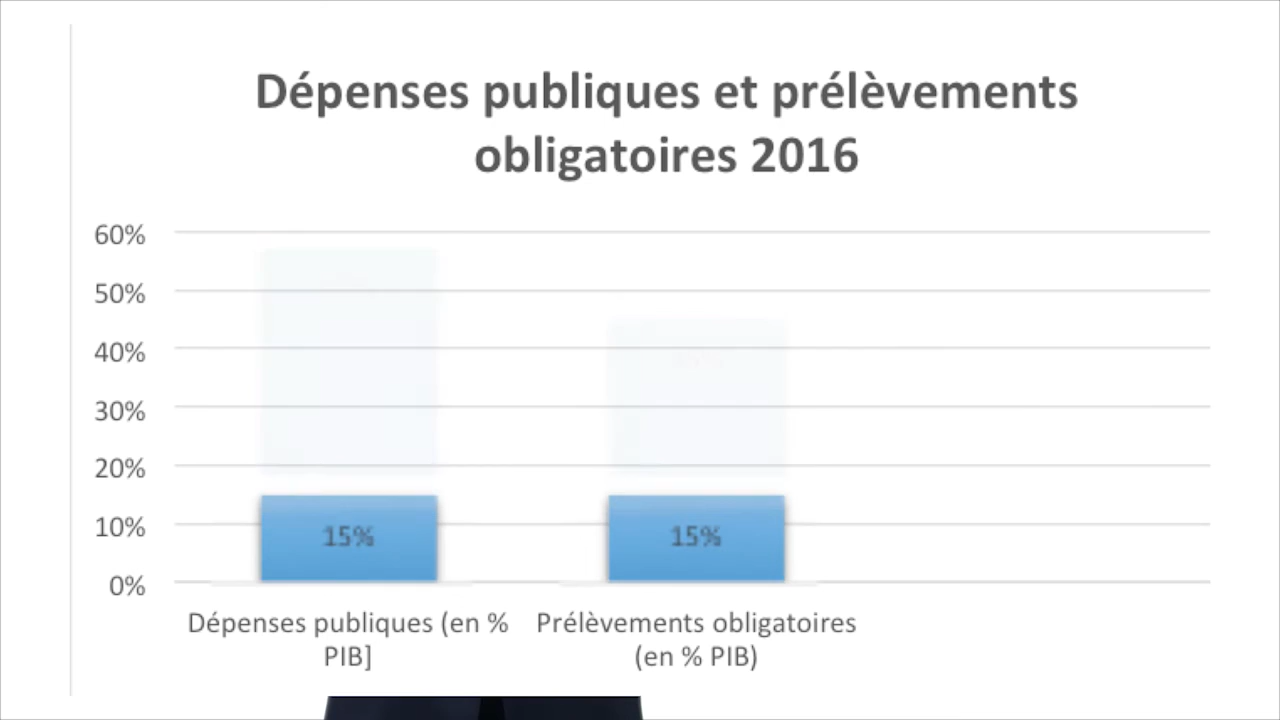 Dépenses publiques et prélèvements
obligatoires 2016
60%
50%
40%
30%
20%
10%
0%
15%
15%
Dépenses publiques (en %
PIB]
Prélèvements obligatoires
(en % PIB)